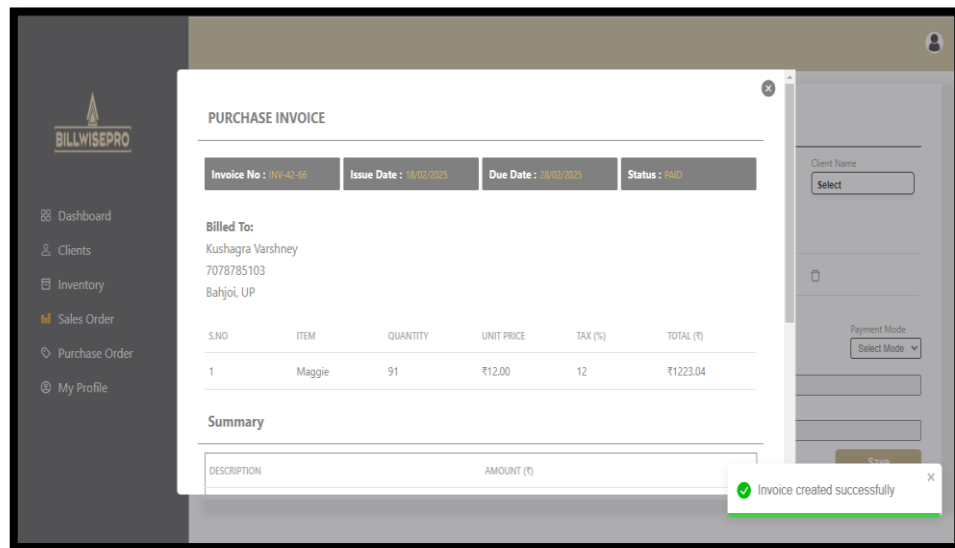 BILLWISEPRO
Dashboard
Clients
Inventory
Sales Order
Purchase Order
My Profile
PURCHASE INVOICE
Invoice No : INV-42-66 Issue Date : 18/02/2025 Due Date : 28/02/2025 Status : PAID
Billed To:
Kushagra Varshney
7078785103
Bahjoi, UP
S.NO ITEM QUANTITY UNIT PRICE TAX (%) TOTAL (₹)
1 Maggie 91 ₹12.00 12 ₹1223.04
Summary
DESCRIPTION AMOUNT (₹)
Client Name
Select
Payment Mode
Select Mode
Save
Invoice created successfully